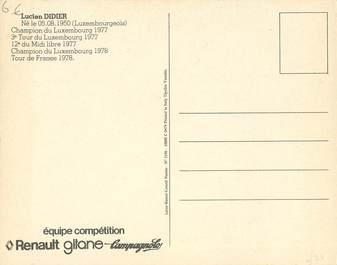 6 €
Lucien DIDIER
Né le 05.08.1950 (Luxembourgeois)
Champion du Luxembourg 1977
3e Tour du Luxembourg 1977
12e du Midi libre 1977
Champion du Luxembourg 1978
Tour de France 1978.
équipe compétition
Renault gitane Campagnolo